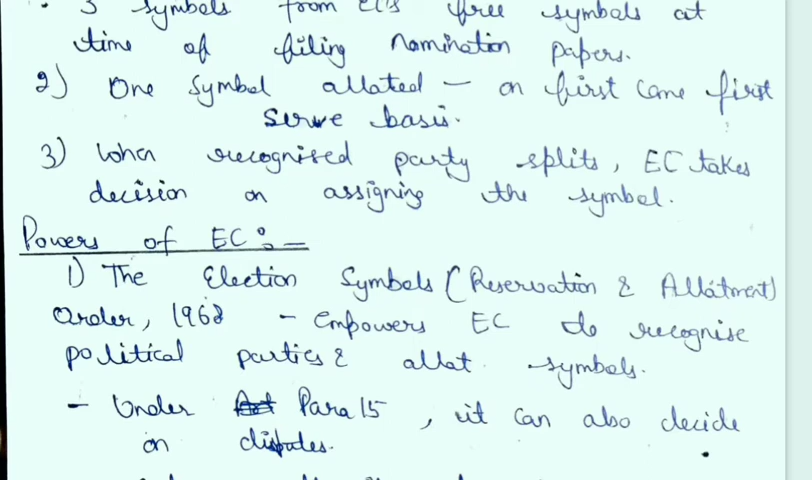 . 3 symbols from EC's free symbols at
time of filing nomination papers.
2) One symbol allated - on first come first
serve basis.
3) When recognised party splits, EC takes
decision on assigning the symbol.
Powers of EC:-
1) The Election Symbols (Reservation & Allatment)
Order, 1968 - empowers EC to recognise
political parties & allat symbols.
- Under Para 15, it can also decide
on disputes.